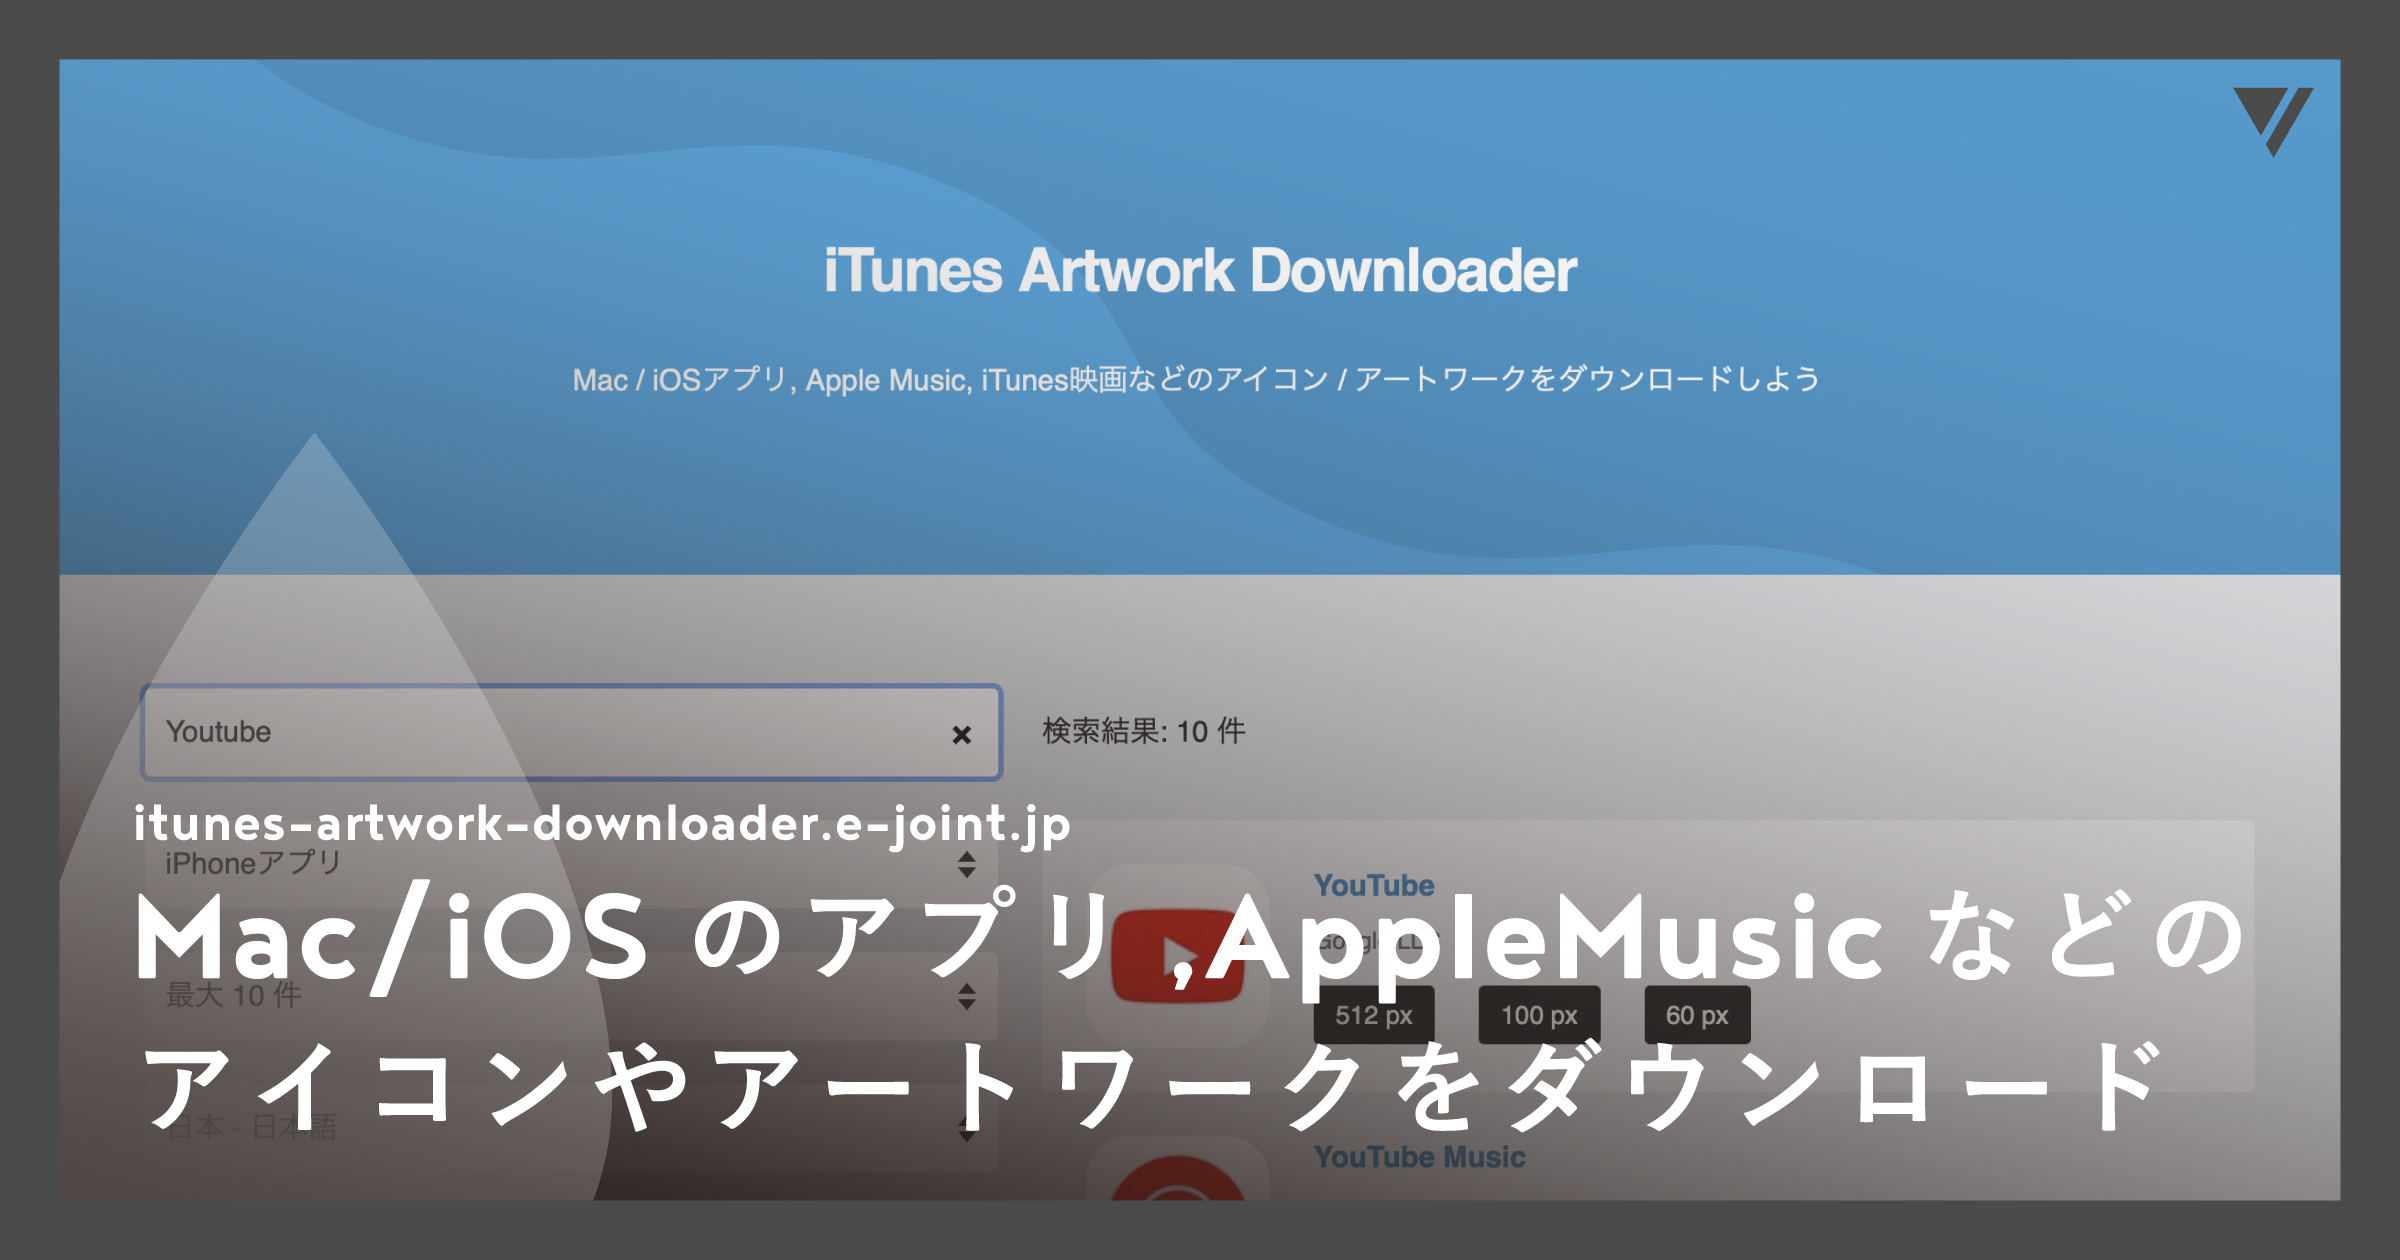 iTunes Artwork Downloader
Mac / iOSアプリ, Apple Music, iTunes映画などのアイコン / アートワークをダウンロードしよう
Youtube
検索結果: 10 件
itunes-artwork-downloader.e-joint.jp
iPhoneアプリ
YouTube
Mac/iOS のアプリ,AppleMusic などの
Google LLC
最大 10 件
512 px
100 px
60 px
アイコンやアートワークをダウンロード
日本 - 日本語
YouTube Music